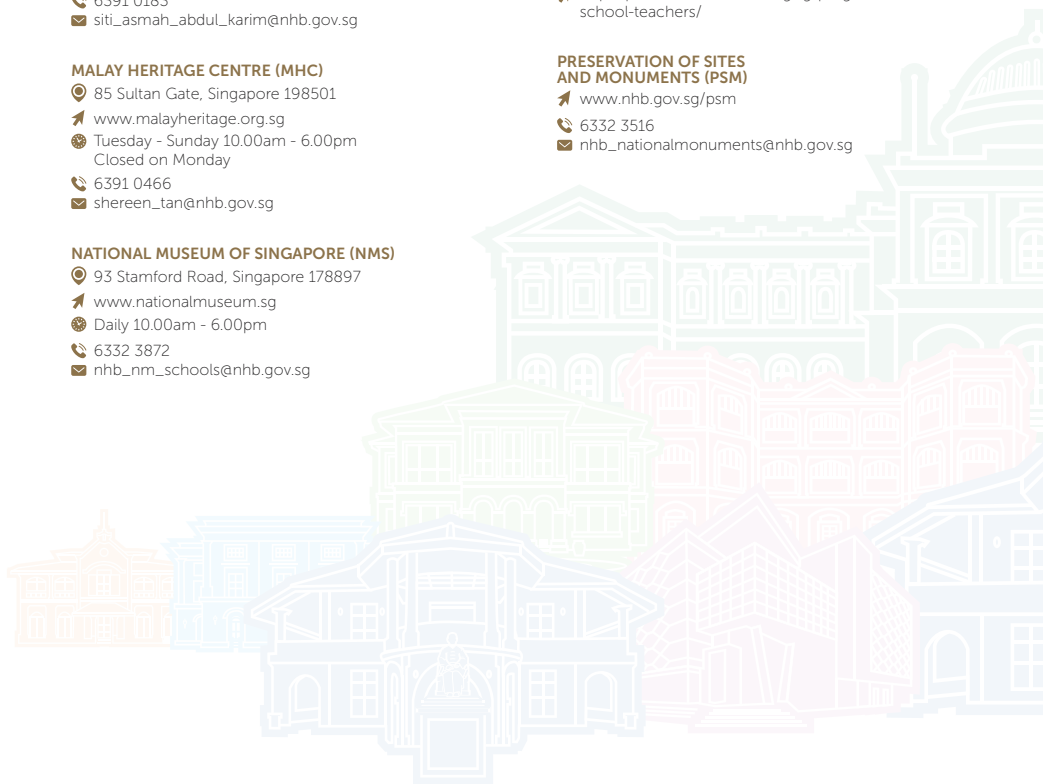 6391 0183
siti_asmah_abdul_karim@nhb.gov.sg
MALAY HERITAGE CENTRE (MHC)
85 Sultan Gate, Singapore 198501
www.malayheritage.org.sg
Tuesday - Sunday 10.00am - 6.00pm
Closed on Monday
6391 0466
shereen_tan@nhb.gov.sg
NATIONAL MUSEUM OF SINGAPORE (NMS)
93 Stamford Road, Singapore 178897
www.nationalmuseum.sg
Daily 10.00am - 6.00pm
6332 3872
nhb_nm_schools@nhb.gov.sg
school-teachers/
PRESERVATION OF SITES
AND MONUMENTS (PSM)
www.nhb.gov.sg/psm
6332 3516
nhb_nationalmonuments@nhb.gov.sg